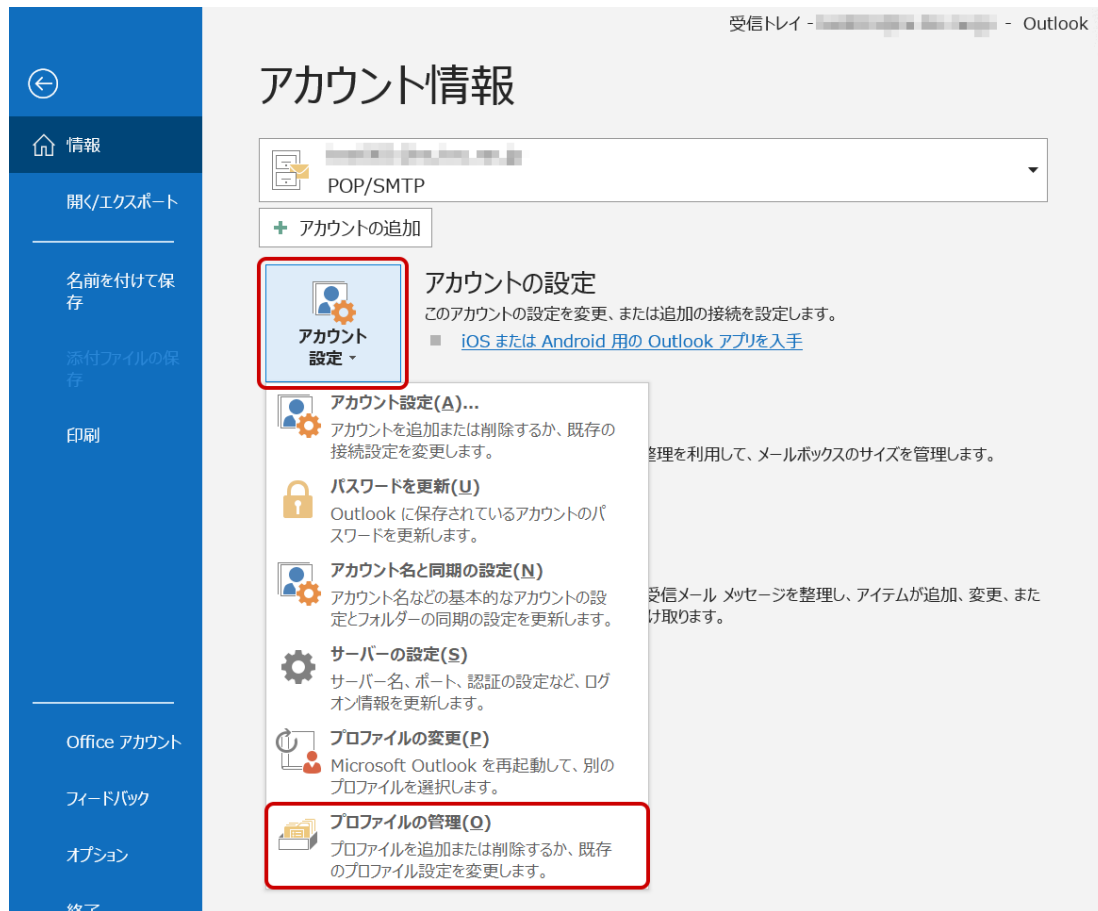 受信トレイ - - Outlook
アカウント情報
情報
開く/エクスポート
名前を付けて保
存
添付ファイルの保
存
印刷
Office アカウント
フィードバック
オプション
終了
POP/SMTP
アカウントの追加
アカウント
設定
アカウントの設定
このアカウントの設定を変更、または追加の接続を設定します。
iOS または Android 用の Outlook アプリを入手
アカウント設定(A)...
アカウントを追加または削除するか、既存の
接続設定を変更します。
パスワードを更新(U)
Outlook に保存されているアカウントのパ
スワードを更新します。
アカウント名と同期の設定(N)
アカウント名などの基本的なアカウントの設
定とフォルダーの同期の設定を更新します。
サーバーの設定(S)
サーバー名、ポート、認証の設定など、ログ
オン情報を更新します。
プロファイルの変更(P)
Microsoft Outlook を再起動して、別の
プロファイルを選択します。
プロファイルの管理(O)
プロファイルを追加または削除するか、既存
のプロファイル設定を変更します。
整理を利用して、メールボックスのサイズを管理します。
受信メール メッセージを整理し、アイテムが追加、変更、また
け取ります。